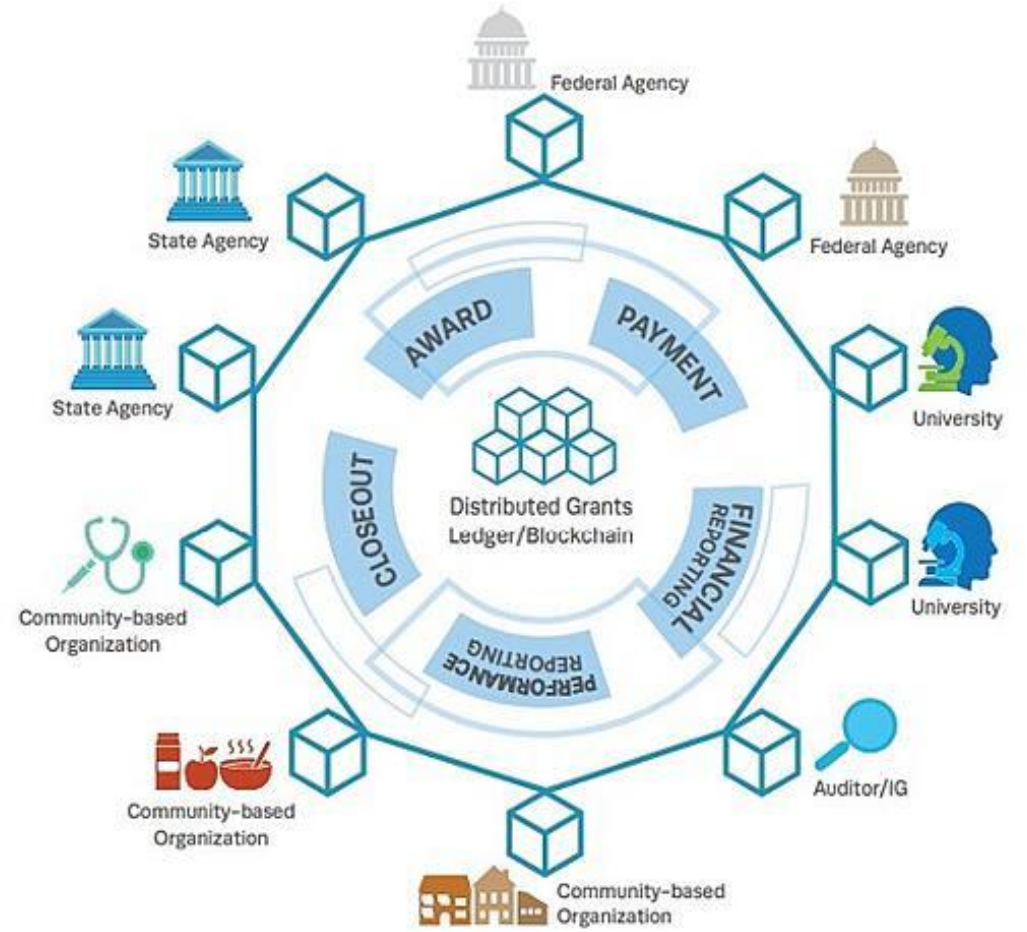 Federal Agency
State Agency
Federal Agency
AWARD
PAYMENT
State Agency
University
Distributed Grants
Ledger/Blockchain
CLOSEOUT
FINANCIAL
REPORTING
Community-based
Organization
University
PERFORMANCE
REPORTING
Community-based
Organization
Auditor/IG
Community-based
Organization